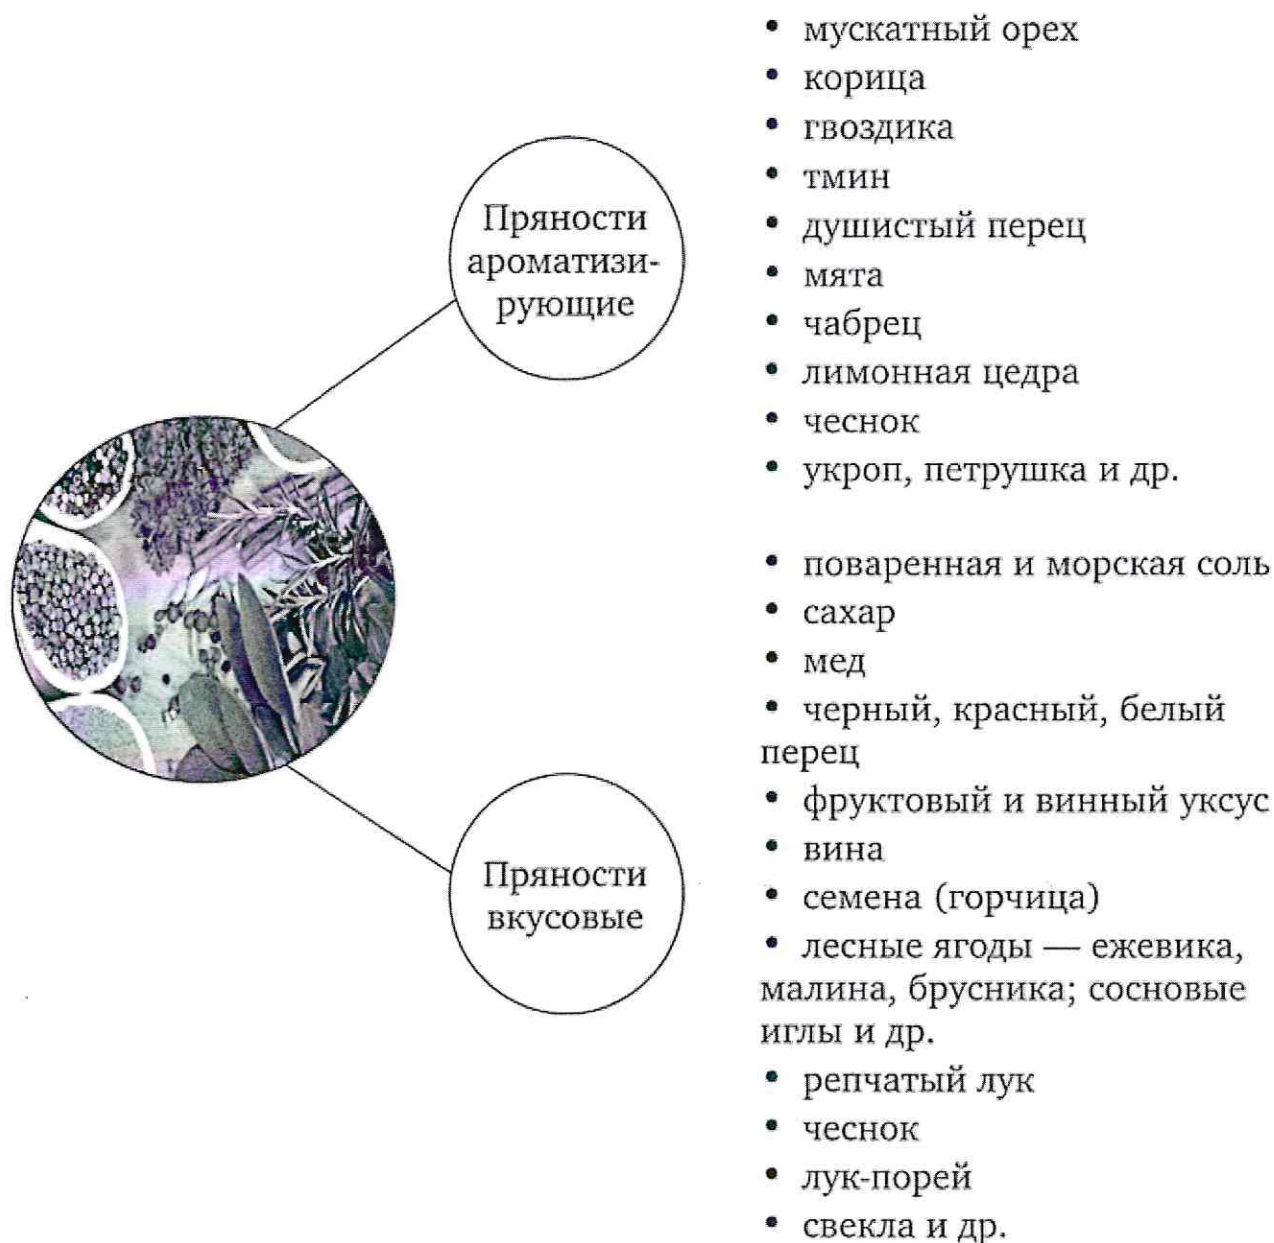 Пряности
ароматизи-
рующие
• мускатный орех
• корица
• гвоздика
• тмин
• душистый перец
• мята
• чабрец
• лимонная цедра
• чеснок
• укроп, петрушка и др.
Пряности
вкусовые
• поваренная и морская соль
• сахар
• мед
• черный, красный, белый
перец
• фруктовый и винный уксус
• вина
• семена (горчица)
• лесные ягоды — ежевика,
малина, брусника; сосновые
иглы и др.
• репчатый лук
• чеснок
• лук-порей
• свекла и др.